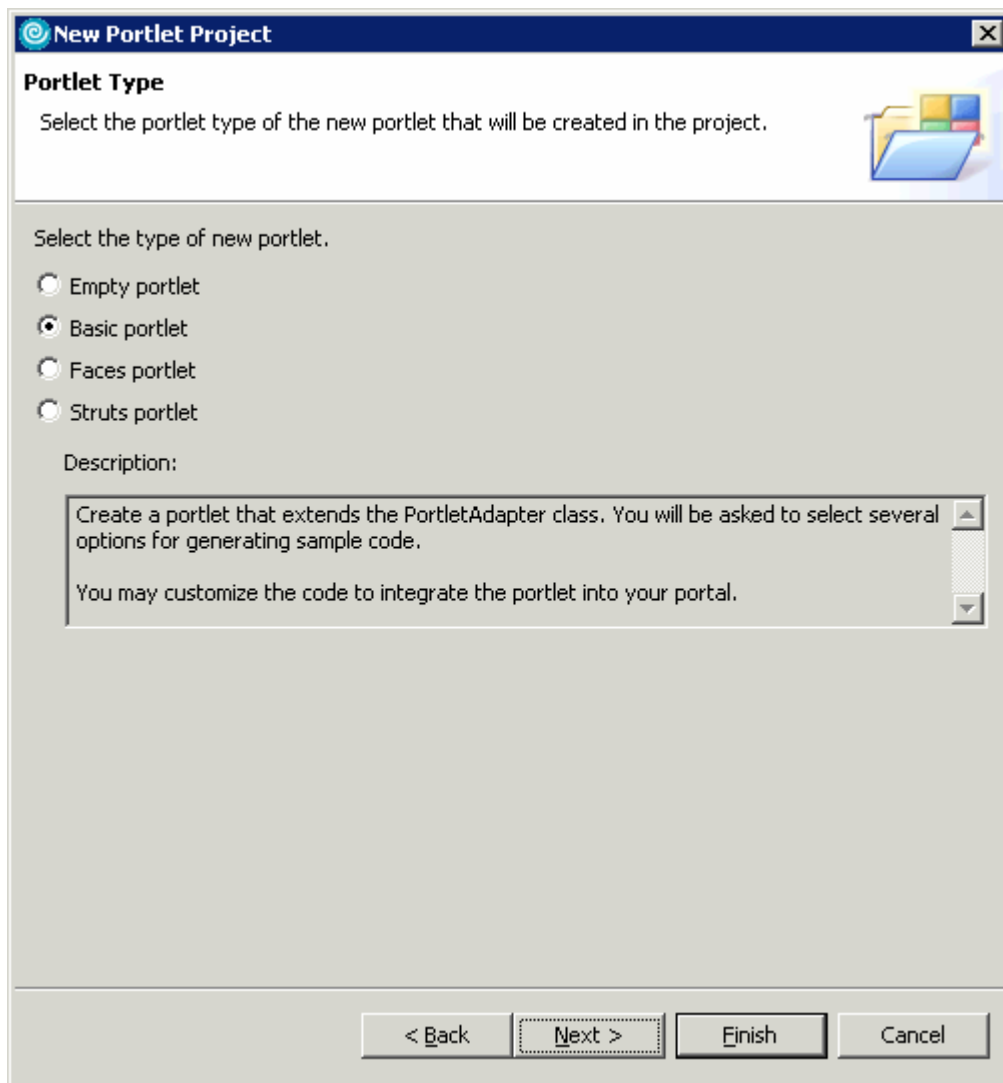 New Portlet Project
Portlet Type
Select the portlet type of the new portlet that will be created in the project.
Select the type of new portlet.
Empty portlet
Basic portlet
Faces portlet
Struts portlet
Description:
Create a portlet that extends the PortletAdapter class. You will be asked to select several
options for generating sample code.
You may customize the code to integrate the portlet into your portal.
< Back Next > Finish Cancel